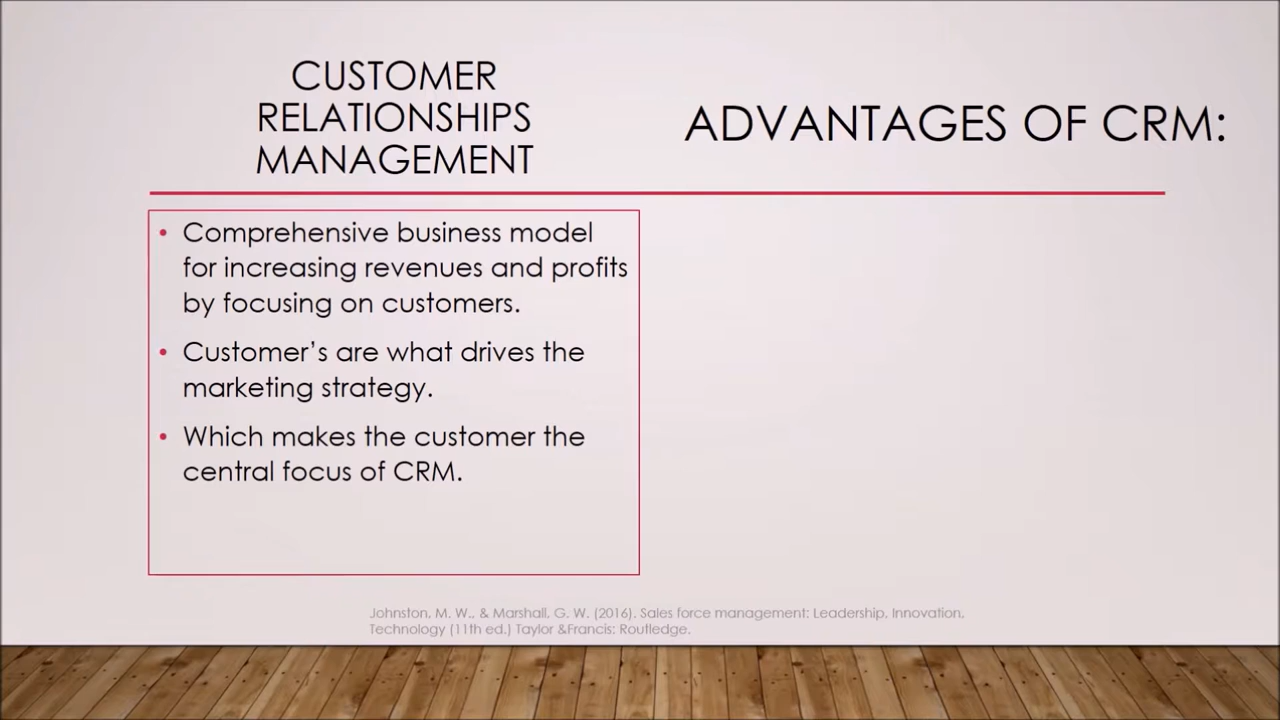 CUSTOMER
RELATIONSHIPS
MANAGEMENT
ADVANTAGES OF CRM:
• Comprehensive business model
for increasing revenues and profits
by focusing on customers.
• Customer's are what drives the
marketing strategy.
• Which makes the customer the
central focus of CRM.
Johnston, M. W., & Marshall, G. W. (2016). Sales force management: Leadership, Innovation,
Technology (11th ed.) Taylor &Francis: Routledge.